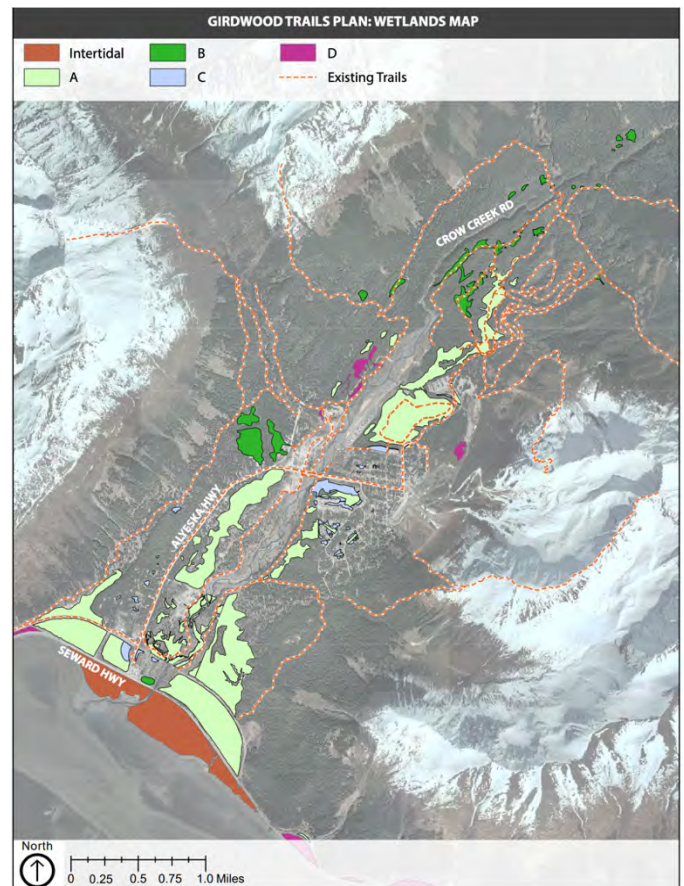 GIRDWOOD TRAILS PLAN: WETLANDS MAP
Intertidal B D
A C Existing Trails
CROW CREEK RD
ALYESKA HWY
SEWARD HWY
North
0 0.25 0.5 0.75 1.0 Miles